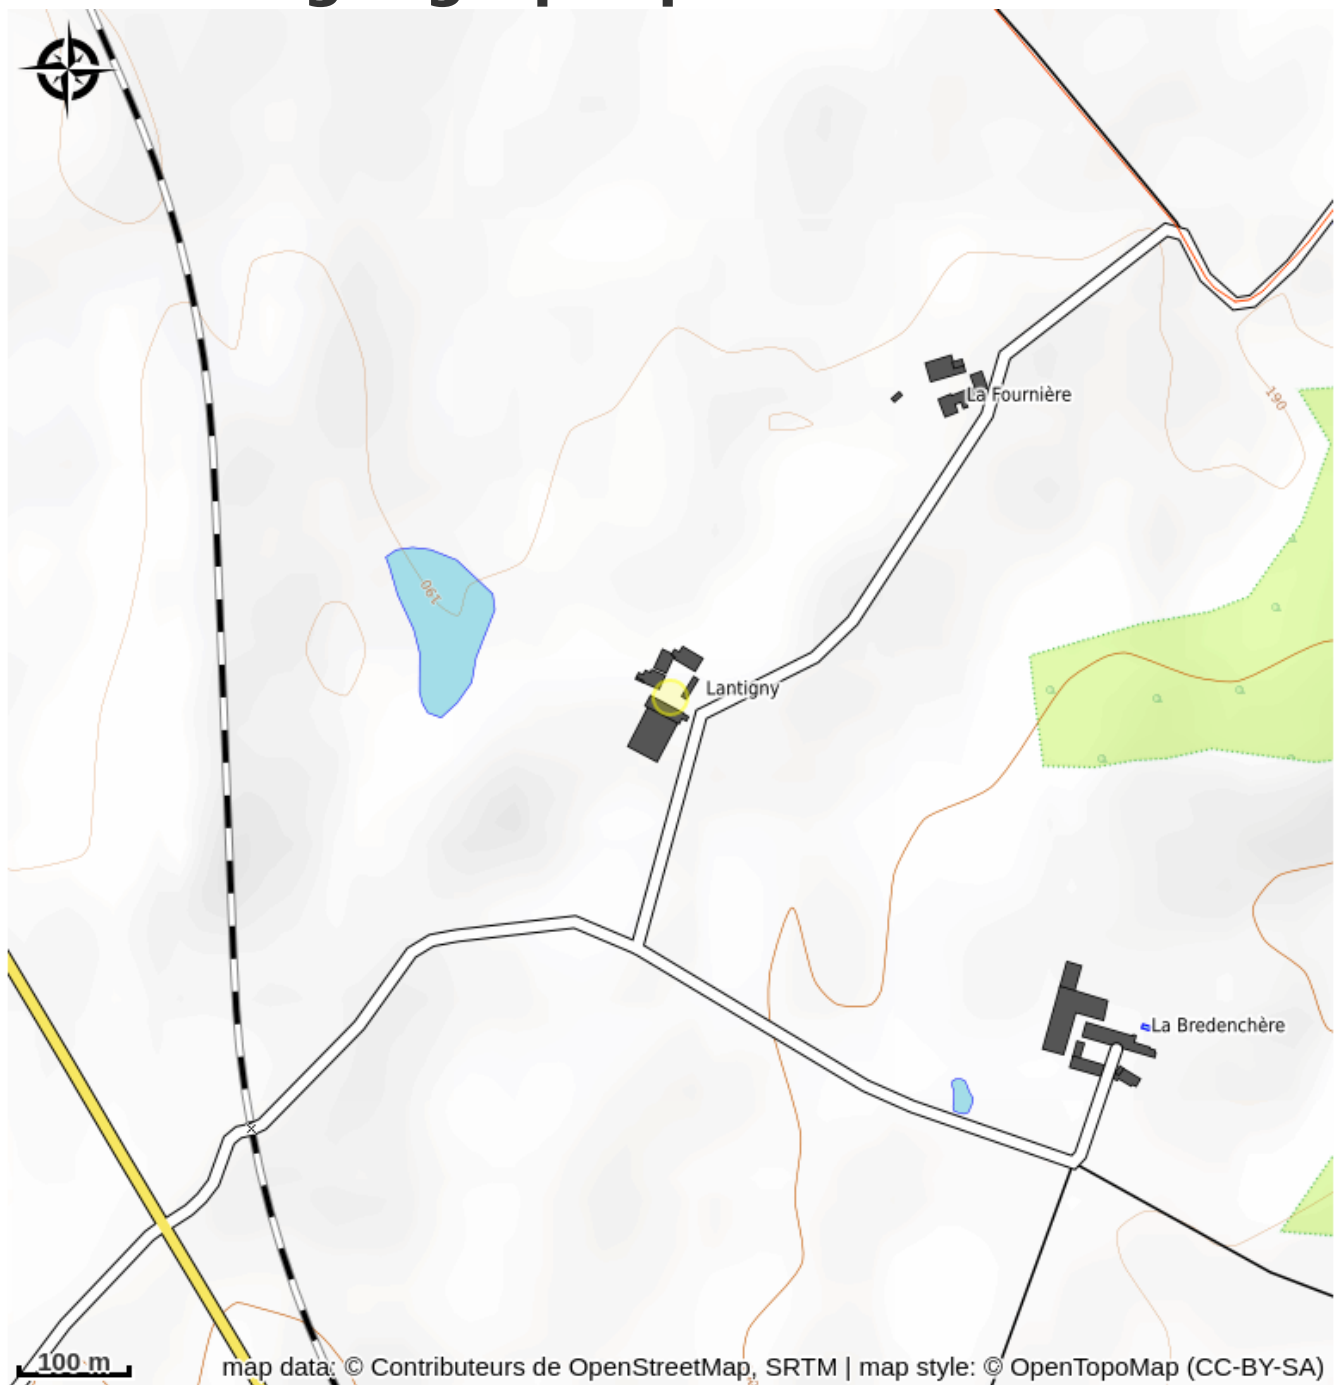 La Fournière
190
190
Lantigny
La Bredenchère
100 m
map data: © Contributeurs de OpenStreetMap, SRTM | map style: © OpenTopoMap (CC-BY-SA)